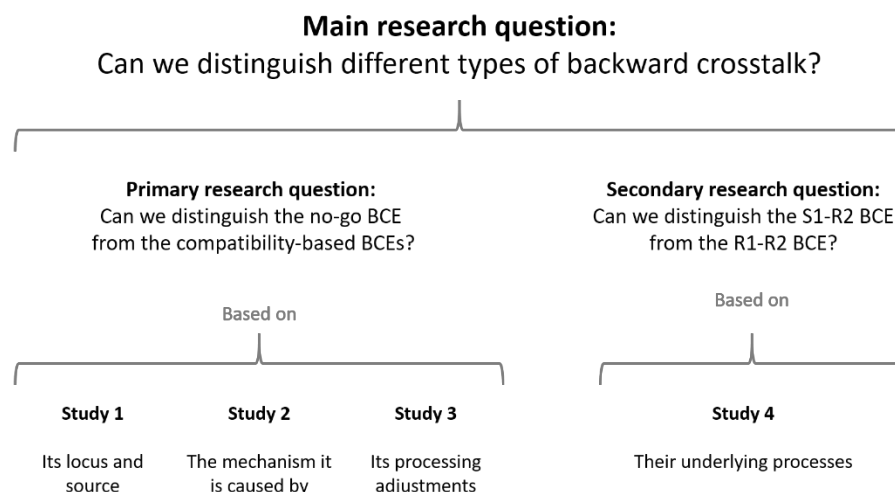 Main research question:
Can we distinguish different types of backward crosstalk?
Primary research question:
Can we distinguish the no-go BCE
from the compatibility-based BCEs?
Secondary research question:
Can we distinguish the S1-R2 BCE
from the R1-R2 BCE?
Based on
Based on
Study 1
Study 2
Study 3
Study 4
Its locus and
source
The mechanism it
is caused by
Its processing
adjustments
Their underlying processes